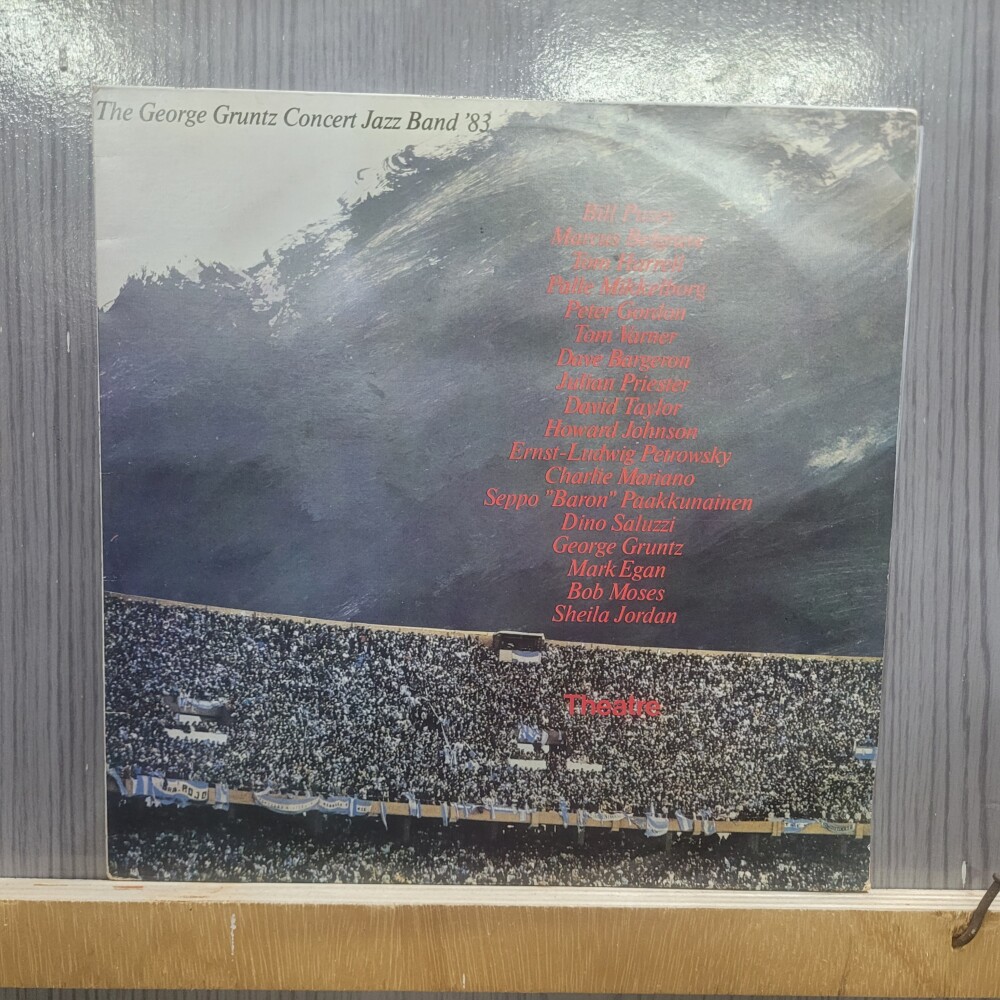 The George Gruntz Concert Jazz Band '83
Bill Pusey
Marcus Belgrave
Tom Harrell
Palle Mikkelborg
Peter Gordon
Tom Varner
Dave Bargeron
Julian Priester
David Taylor
Howard Johnson
Ernst-Ludwig Petrowsky
Charlie Mariano
Seppo "Baron" Paakkunainen
Dino Saluzzi
George Gruntz
Mark Egan
Bob Moses
Sheila Jordan
Theatre